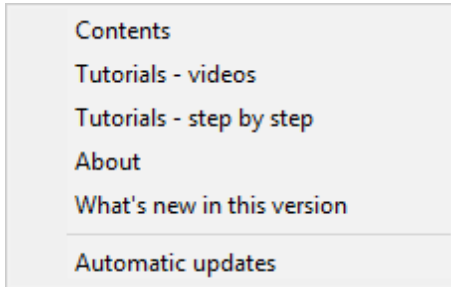 Contents
Tutorials - videos
Tutorials - step by step
About
What's new in this version
Automatic updates